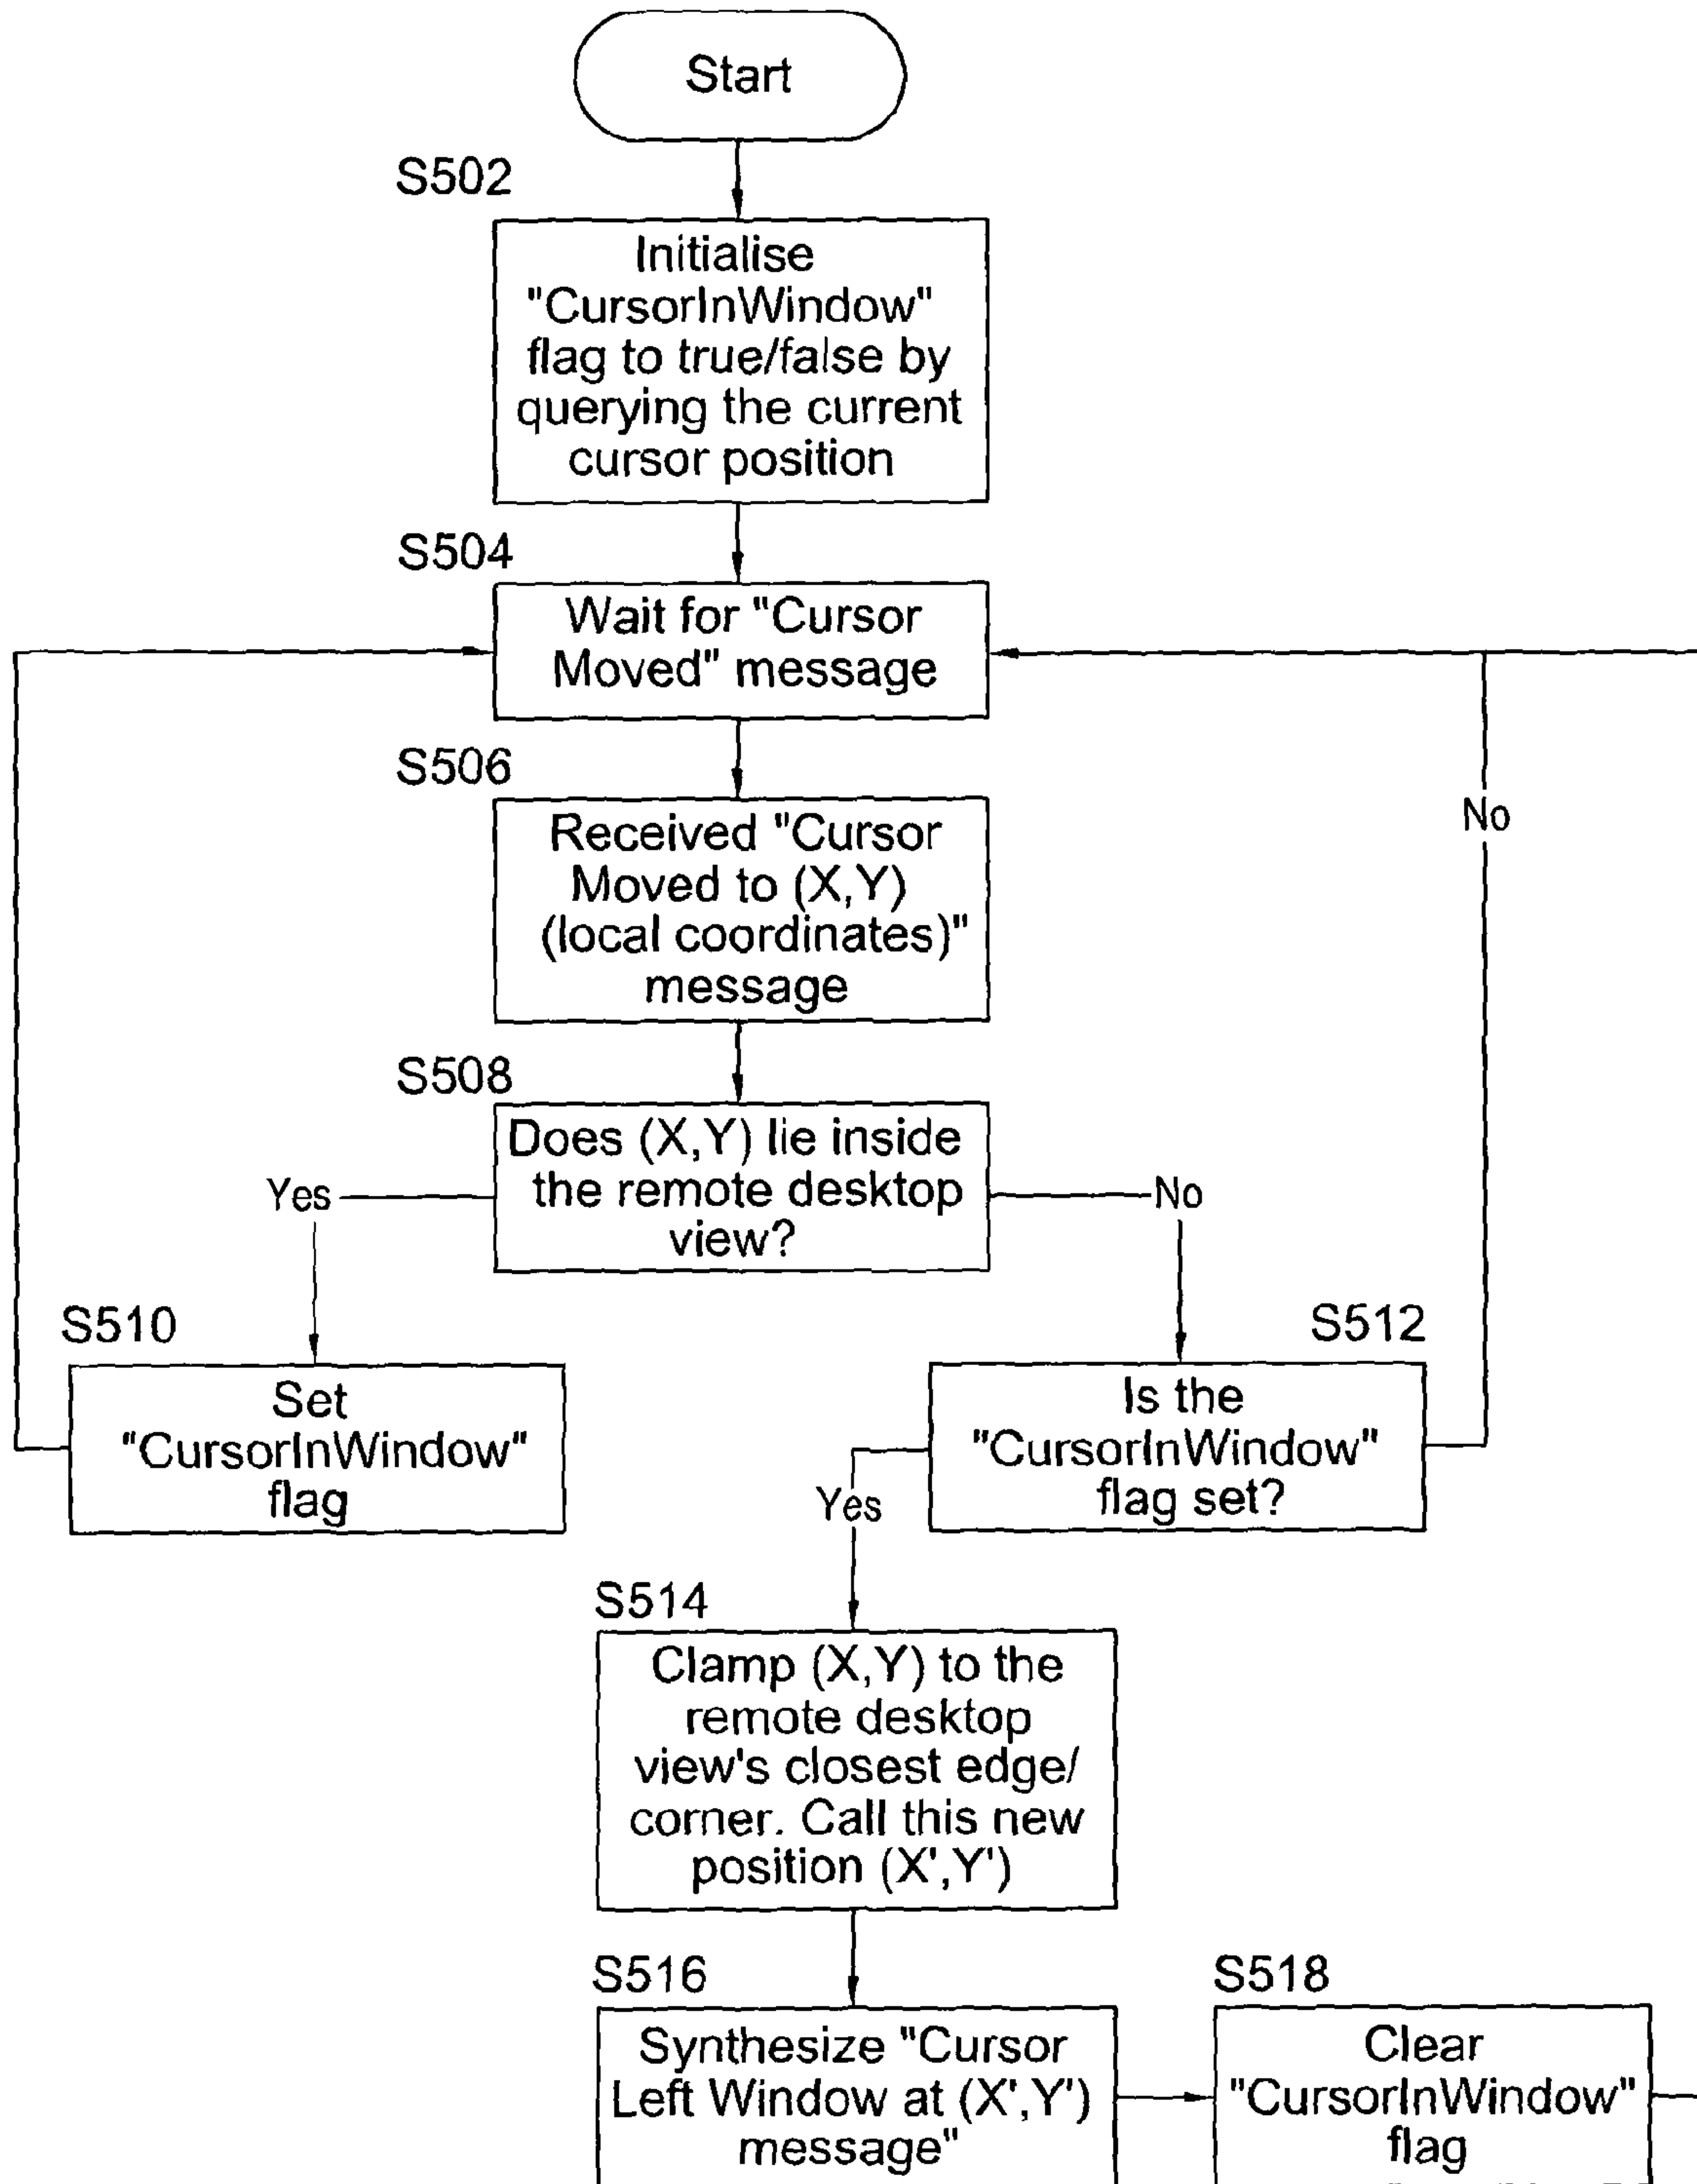 Start
S502
Initialise
"CursorInWindow"
flag to true/false by
querying the current
cursor position
S504
Wait for "Cursor
Moved" message
S506
Received "Cursor
Moved to (X,Y)
(local coordinates)"
message
No
S508
Does (X,Y) lie inside
the remote desktop
view?
Yes
No
S510
Set
"CursorInWindow"
flag
S512
Is the
"CursorInWindow"
flag set?
Yes
S514
Clamp (X,Y) to the
remote desktop
view's closest edge/
corner. Call this new
position (X',Y')
S516
Synthesize "Cursor
Left Window at (X',Y')
message"
S518
Clear
"CursorInWindow"
flag